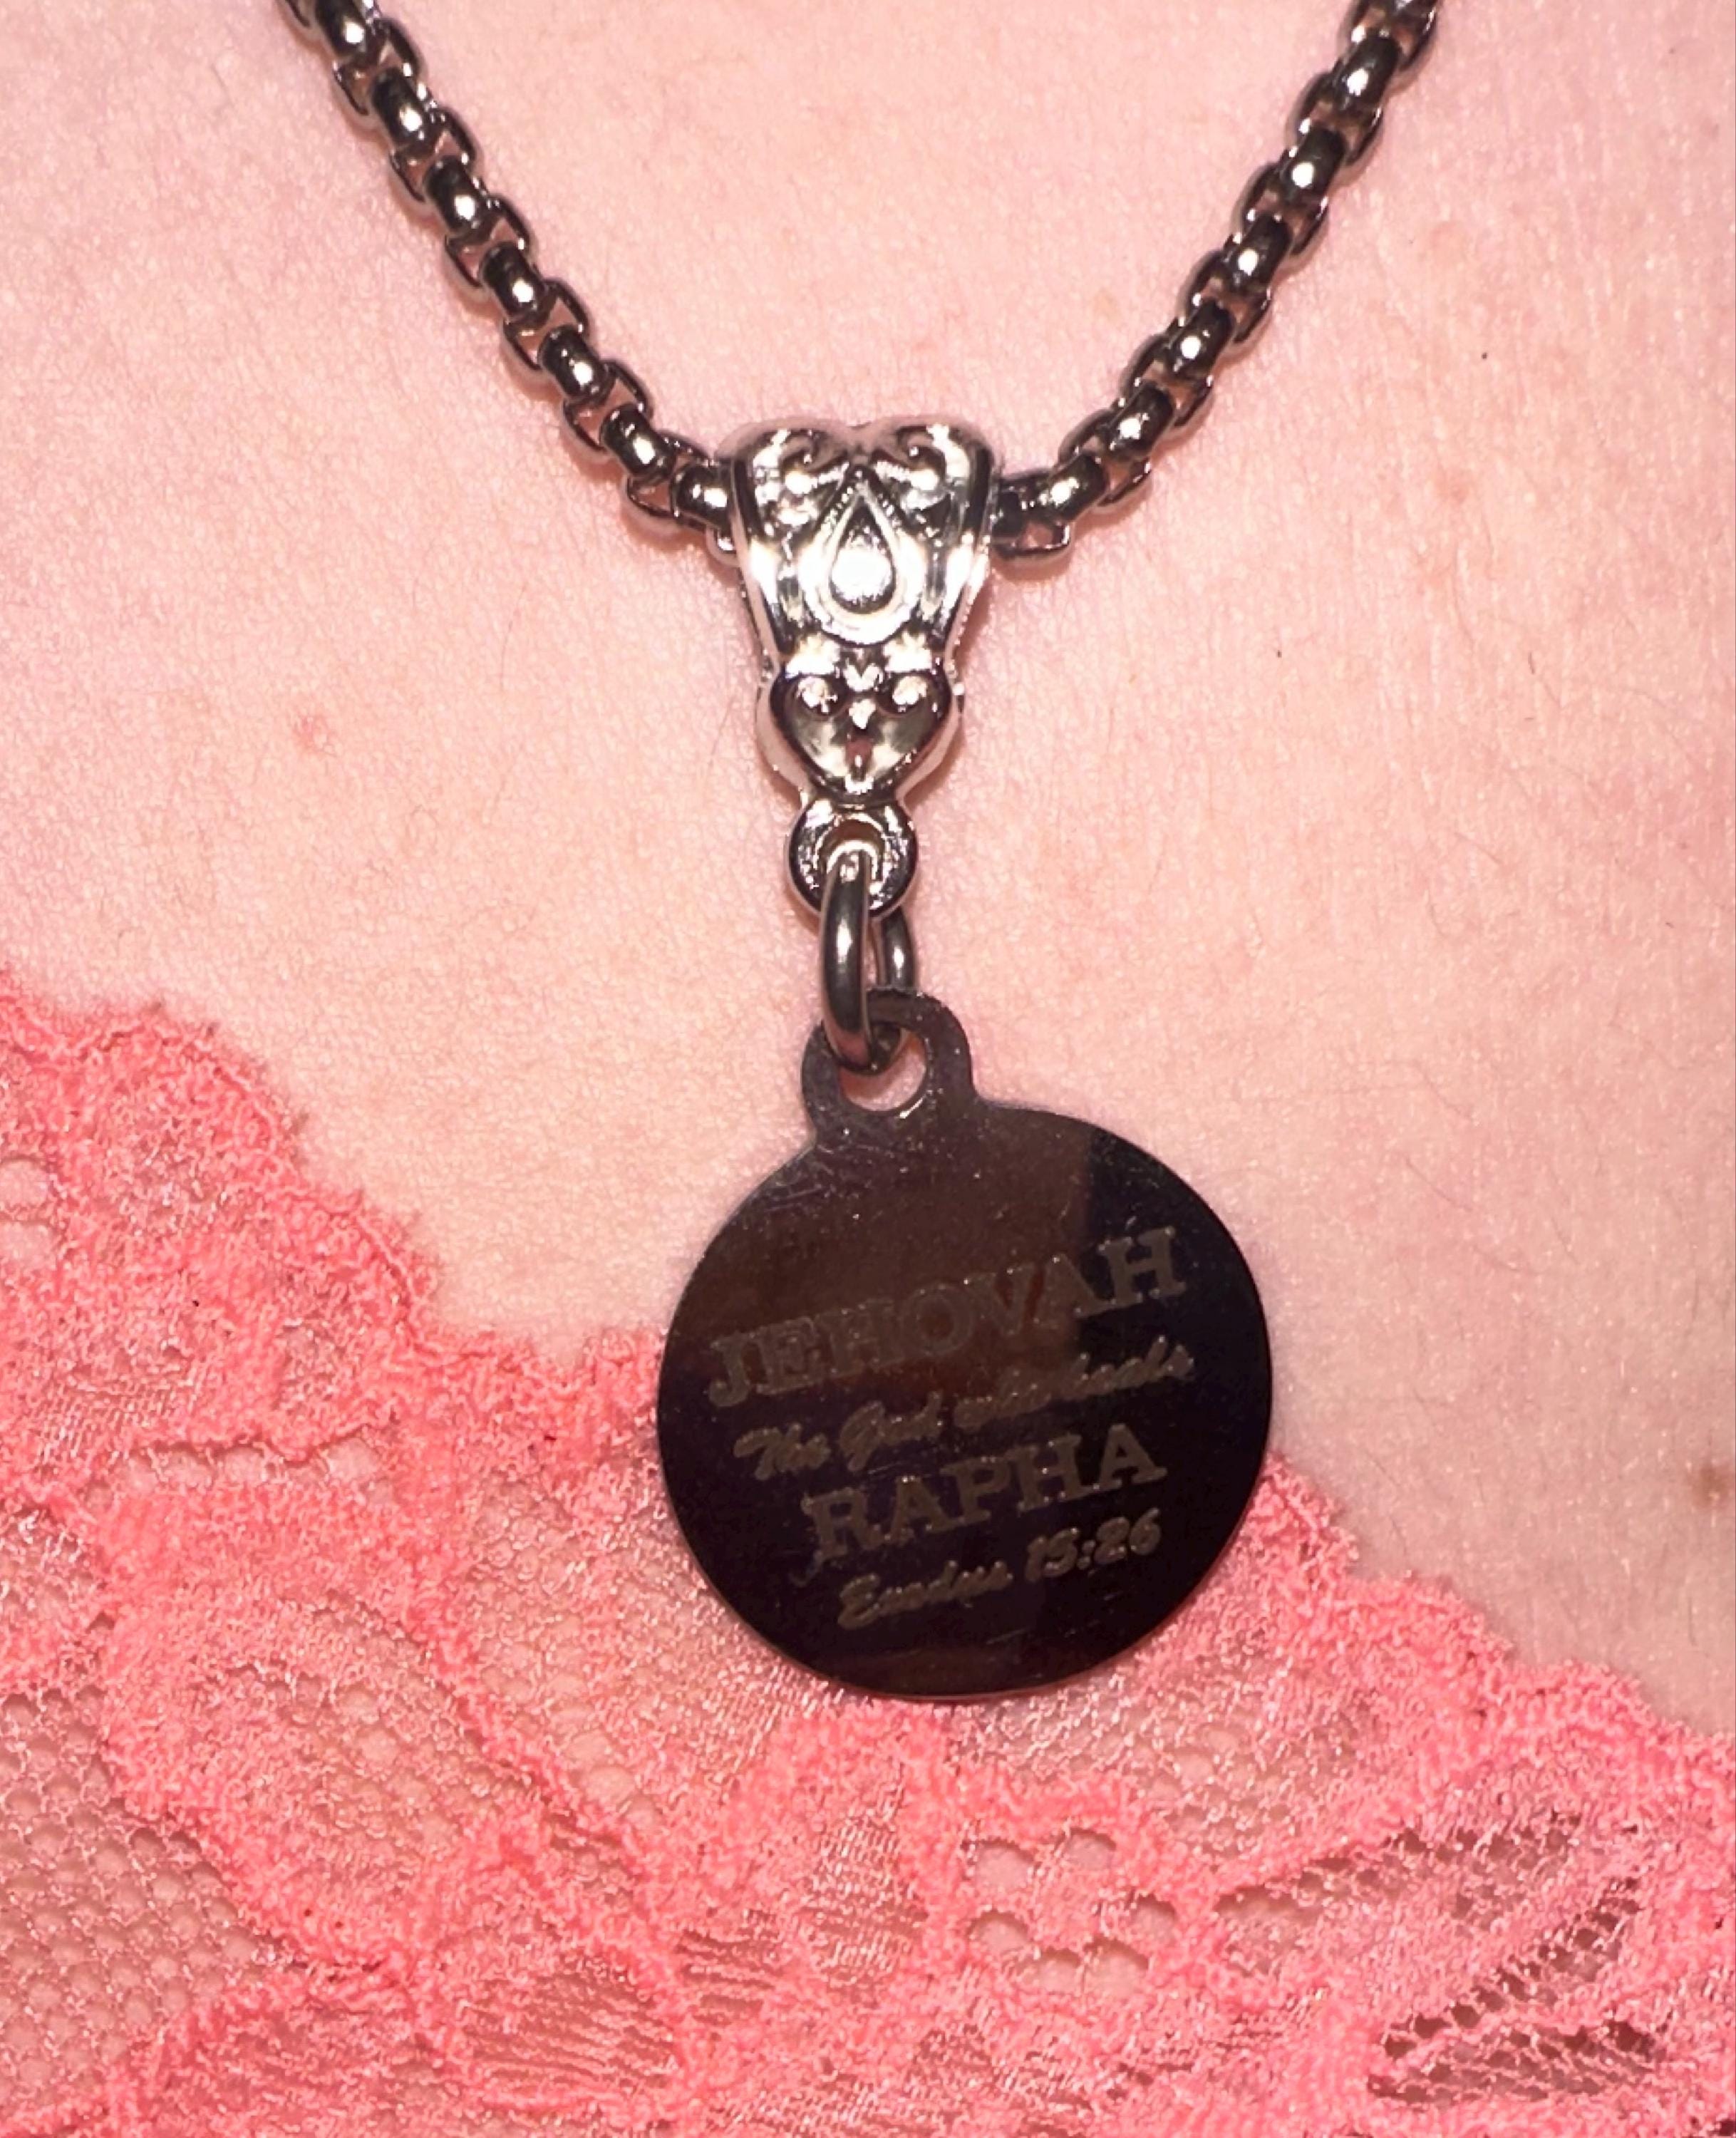 JEHOVAH
The God who heals
RAPHA
Exodus 15:26